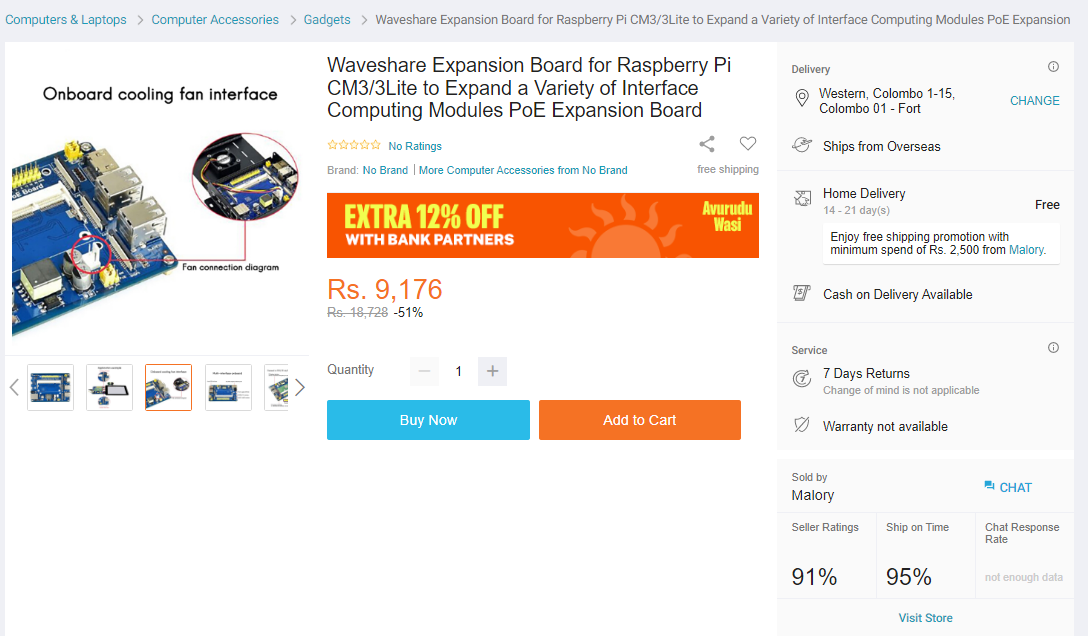 Computers & Laptops > Computer Accessories > Gadgets > Waveshare Expansion Board for Raspberry Pi CM3/3Lite to Expand a Variety of Interface Computing Modules PoE Expansion
Onboard cooling fan interface
PoE Board
Fan connection diagram
Waveshare Expansion Board for Raspberry Pi
CM3/3Lite to Expand a Variety of Interface
Computing Modules PoE Expansion Board
No Ratings
Brand: No Brand | More Computer Accessories from No Brand
free shipping
EXTRA 12% OFF
WITH BANK PARTNERS
Avurudu
Wasi
Rs. 9,176
Rs. 18,728 -51%
Quantity
1
Buy Now
Add to Cart
Delivery
Western, Colombo 1-15,
Colombo 01 - Fort
CHANGE
Ships from Overseas
Home Delivery
14 - 21 day(s)
Free
Enjoy free shipping promotion with
minimum spend of Rs. 2,500 from Malory.
Cash on Delivery Available
Service
7 Days Returns
Change of mind is not applicable
Warranty not available
Sold by
Malory
CHAT
Seller Ratings
91%
Ship on Time
95%
Chat Response
Rate
not enough data
Visit Store